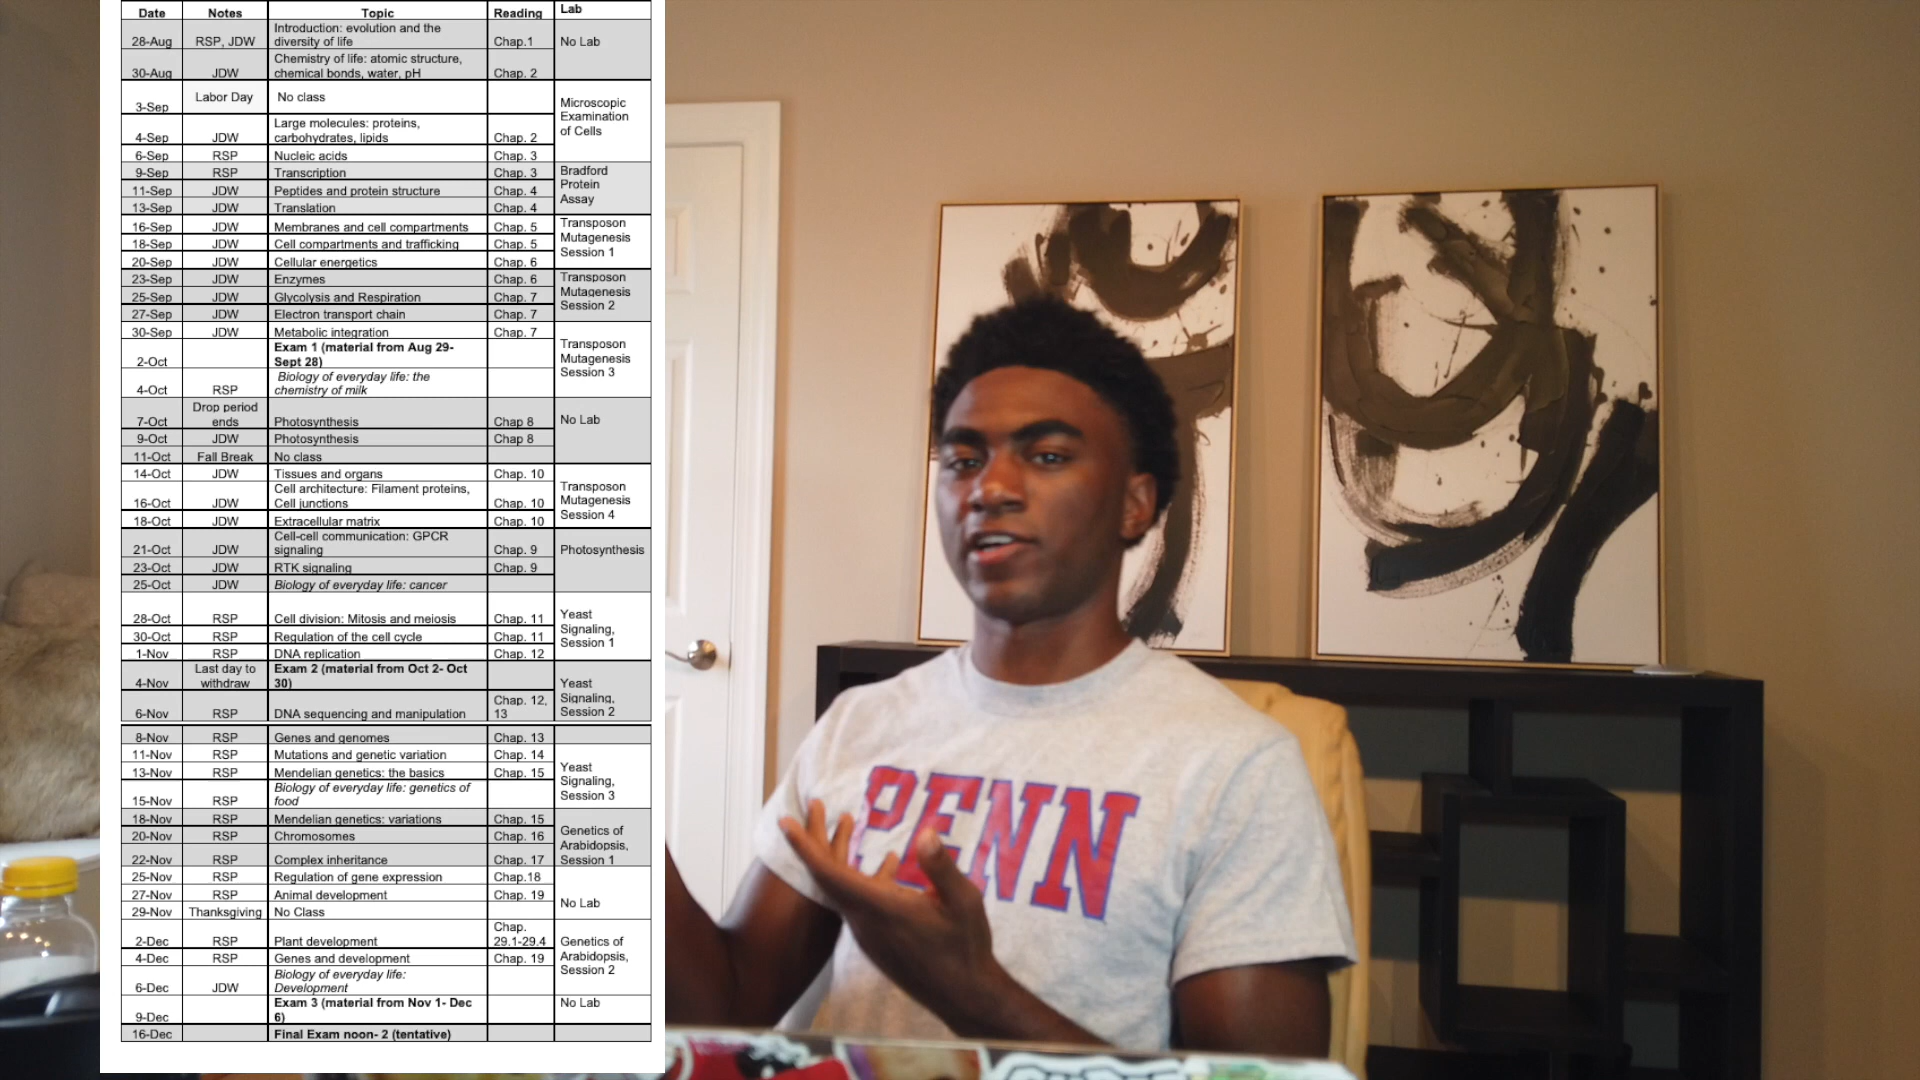 Date Notes Topic Reading Lab
28-Aug RSP, JDW Introduction: evolution and the diversity of life Chap.1 No Lab
30-Aug JDW Chemistry of life: atomic structure, chemical bonds, water, pH Chap. 2
3-Sep Labor Day No class Microscopic Examination of Cells
4-Sep JDW Large molecules: proteins, carbohydrates, lipids Chap. 2
6-Sep RSP Nucleic acids Chap. 3
9-Sep RSP Transcription Chap. 3 Bradford Protein Assay
11-Sep JDW Peptides and protein structure Chap. 4
13-Sep JDW Translation Chap. 4
16-Sep JDW Membranes and cell compartments Chap. 5 Transposon Mutagenesis Session 1
18-Sep JDW Cell compartments and trafficking Chap. 5
20-Sep JDW Cellular energetics Chap. 6
23-Sep JDW Enzymes Chap. 6 Transposon Mutagenesis Session 2
25-Sep JDW Glycolysis and Respiration Chap. 7
27-Sep JDW Electron transport chain Chap. 7
30-Sep JDW Metabolic integration Chap. 7 Transposon Mutagenesis Session 3
2-Oct Exam 1 (material from Aug 29- Sept 28)
4-Oct RSP Biology of everyday life: the chemistry of milk
7-Oct Drop period ends Photosynthesis Chap 8 No Lab
9-Oct JDW Photosynthesis Chap 8
11-Oct Fall Break No class
14-Oct JDW Tissues and organs Chap. 10 Transposon Mutagenesis Session 4
16-Oct JDW Cell architecture: Filament proteins, Cell junctions Chap. 10
18-Oct JDW Extracellular matrix Chap. 10
21-Oct JDW Cell-cell communication: GPCR signaling Chap. 9 Photosynthesis
23-Oct JDW RTK signaling Chap. 9
25-Oct JDW Biology of everyday life: cancer
28-Oct RSP Cell division: Mitosis and meiosis Chap. 11 Yeast Signaling, Session 1
30-Oct RSP Regulation of the cell cycle Chap. 11
1-Nov RSP DNA replication Chap. 12
4-Nov Last day to withdraw Exam 2 (material from Oct 2- Oct 30) Yeast Signaling, Session 2
6-Nov RSP DNA sequencing and manipulation Chap. 12, 13
8-Nov RSP Genes and genomes Chap. 13
11-Nov RSP Mutations and genetic variation Chap. 14 Yeast Signaling, Session 3
13-Nov RSP Mendelian genetics: the basics Chap. 15
15-Nov RSP Biology of everyday life: genetics of food
18-Nov RSP Mendelian genetics: variations Chap. 15 Genetics of Arabidopsis, Session 1
20-Nov RSP Chromosomes Chap. 16
22-Nov RSP Complex inheritance Chap. 17
25-Nov RSP Regulation of gene expression Chap.18 No Lab
27-Nov RSP Animal development Chap. 19
29-Nov Thanksgiving No Class
2-Dec RSP Plant development Chap. 29.1-29.4 Genetics of Arabidopsis, Session 2
4-Dec RSP Genes and development Chap. 19
6-Dec JDW Biology of everyday life: Development
9-Dec Exam 3 (material from Nov 1- Dec 6) No Lab
16-Dec Final Exam noon- 2 (tentative)
PENN